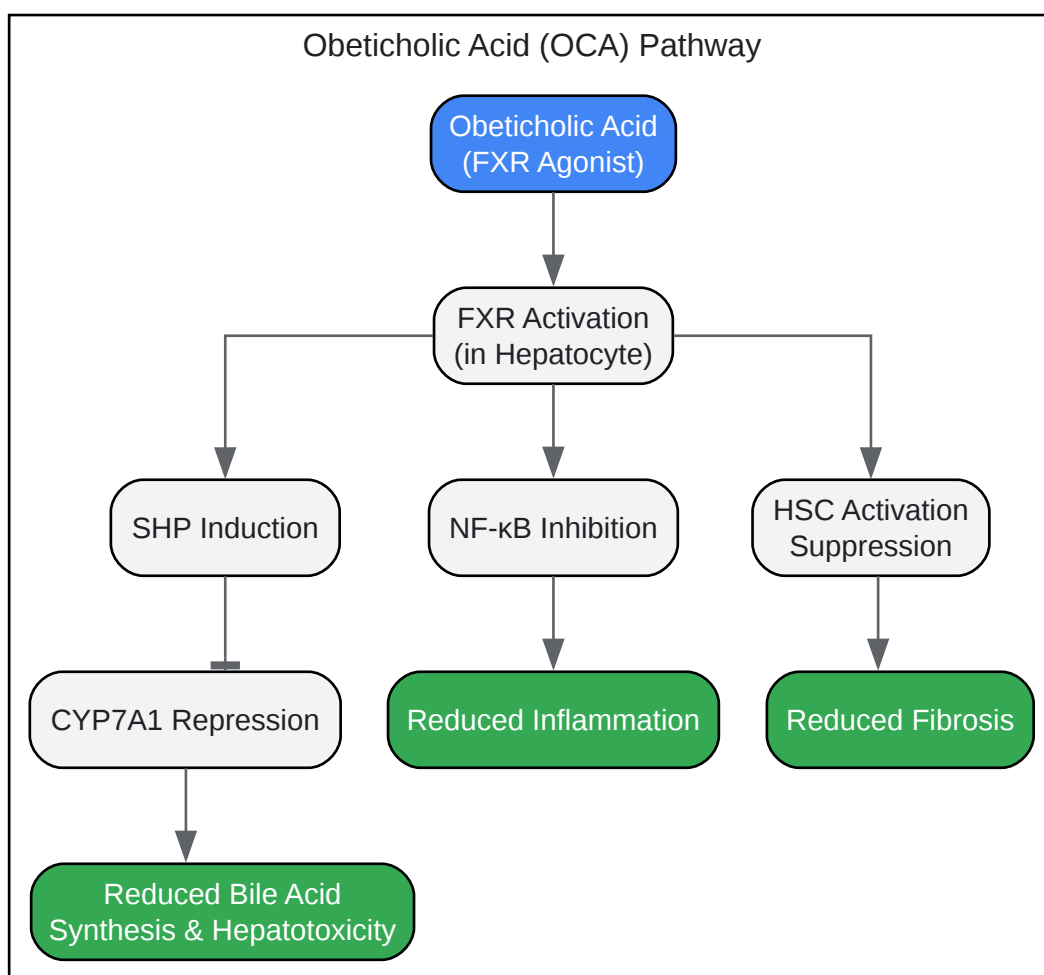 Obeticholic Acid (OCA) Pathway
Obeticholic Acid
(FXR Agonist)
FXR Activation
(in Hepatocyte)
SHP Induction
NF-κB Inhibition
HSC Activation
Suppression
CYP7A1 Repression
Reduced Inflammation
Reduced Fibrosis
Reduced Bile Acid
Synthesis & Hepatotoxicity